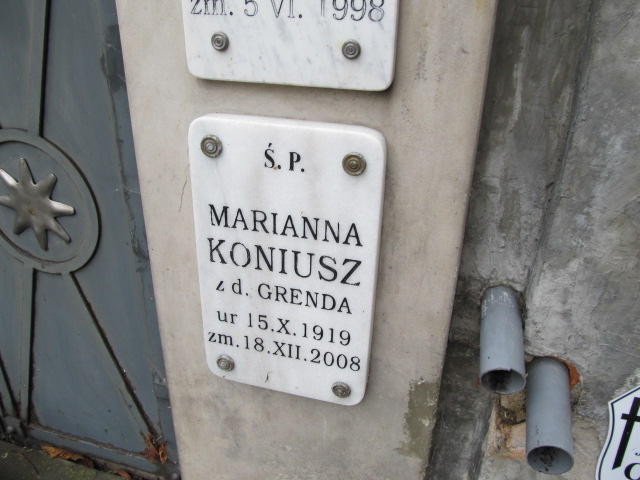 zm. 5 VI. 1998
Ś. P.
MARIANNA
KONIUSZ
z d. GRENDA
ur 15.X.1919
zm. 18.XII.2008